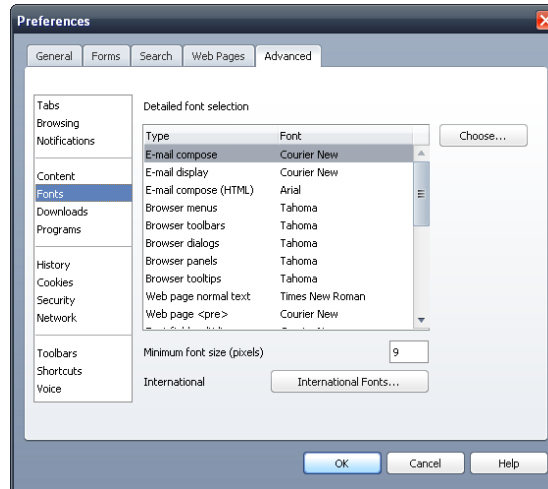 Preferences
General Forms Search Web Pages Advanced
Tabs
Browsing
Notifications
Content
Fonts
Downloads
Programs
History
Cookies
Security
Network
Toolbars
Shortcuts
Voice
Detailed font selection
Type Font
E-mail compose Courier New
E-mail display Courier New
E-mail compose (HTML) Arial
Browser menus Tahoma
Browser toolbars Tahoma
Browser dialogs Tahoma
Browser panels Tahoma
Browser tooltips Tahoma
Web page normal text Times New Roman
Web page <pre> Courier New
Choose...
Minimum font size (pixels) 9
International International Fonts...
OK Cancel Help